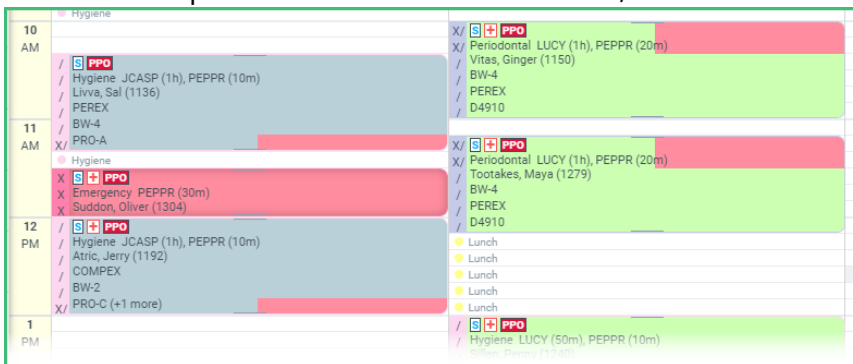 Hygiene
10
AM
/ S PPO
/ Hygiene JCASP (1h), PEPPR (10m)
/ Livva, Sal (1136)
/ PEREX
/ BW-4
X/ PRO-A
11
AM
Hygiene
X S + PPO
X Emergency PEPPR (30m)
X Suddon, Oliver (1304)
12
PM
/ S + PPO
/ Hygiene JCASP (1h), PEPPR (10m)
/ Atric, Jerry (1192)
/ COMPEX
/ BW-2
X/ PRO-C (+1 more)
1
PM
X/ S + PPO
X/ Periodontal LUCY (1h), PEPPR (20m)
/ Vitas, Ginger (1150)
/ BW-4
/ PEREX
/ D4910
X/ S + PPO
X/ Periodontal LUCY (1h), PEPPR (20m)
/ Tootakes, Maya (1279)
/ BW-4
/ PEREX
/ D4910
Lunch
Lunch
Lunch
Lunch
Lunch
/ S + PPO
/ Hygiene LUCY (50m), PEPPR (10m)